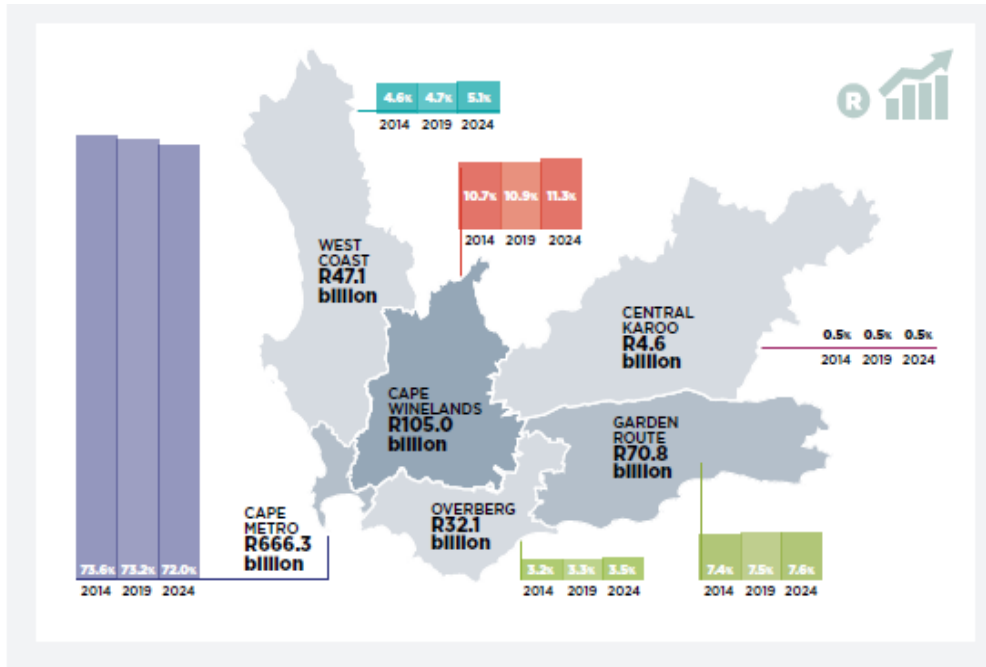 4.6% 4.7% 5.1%
2014 2019 2024
R
10.7% 10.9% 11.3%
2014 2019 2024
WEST
COAST
R47.1
billion
CENTRAL
KAROO
R4.6
billion
0.5% 0.5% 0.5%
2014 2019 2024
CAPE
WINELANDS
R105.0
billion
GARDEN
ROUTE
R70.8
billion
CAPE
METRO
R666.3
billion
OVERBERG
R32.1
billion
73.6% 73.2% 72.0%
2014 2019 2024
3.2% 3.3% 3.5%
2014 2019 2024
7.4% 7.5% 7.6%
2014 2019 2024